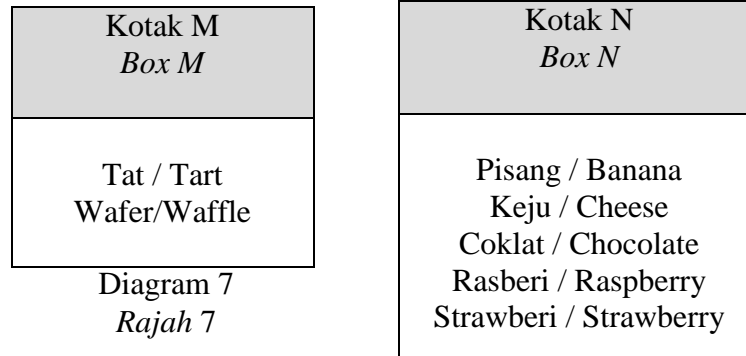 Kotak M
Box M
Tat / Tart
Wafer/Waffle
Diagram 7
Rajah 7
Kotak N
Box N
Pisang / Banana
Keju / Cheese
Coklat / Chocolate
Rasberi / Raspberry
Strawberi / Strawberry